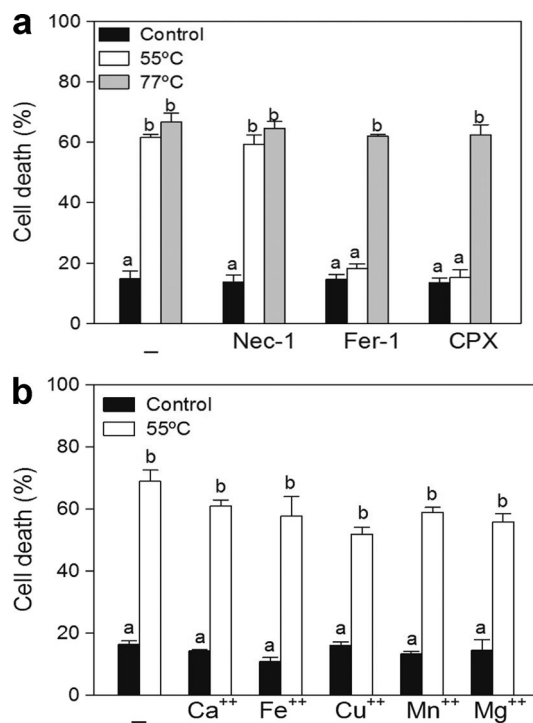 a
Control
55ºC
77ºC
Cell death (%)
100
80
60
40
20
0
a b b
a b b
a a b
a a b
_ Nec-1 Fer-1 CPX
b
Control
55ºC
Cell death (%)
100
80
60
40
20
0
a b a b a b a b a b a b
_ Ca++ Fe++ Cu++ Mn++ Mg++